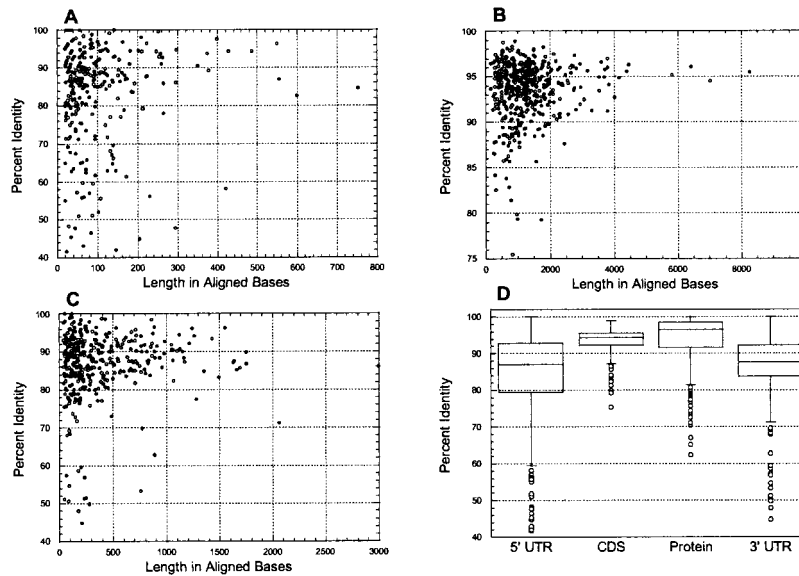 A
100
90
80
70
60
50
40
Percent Identity
0 100 200 300 400 500 600 700 800
Length in Aligned Bases
B
100
95
90
85
80
75
Percent Identity
0 2000 4000 6000 8000
Length in Aligned Bases
C
100
90
80
70
60
50
40
Percent Identity
0 500 1000 1500 2000 3000
Length in Aligned Bases
D
100
90
80
70
60
50
40
Percent Identity
5' UTR CDS Protein 3' UTR